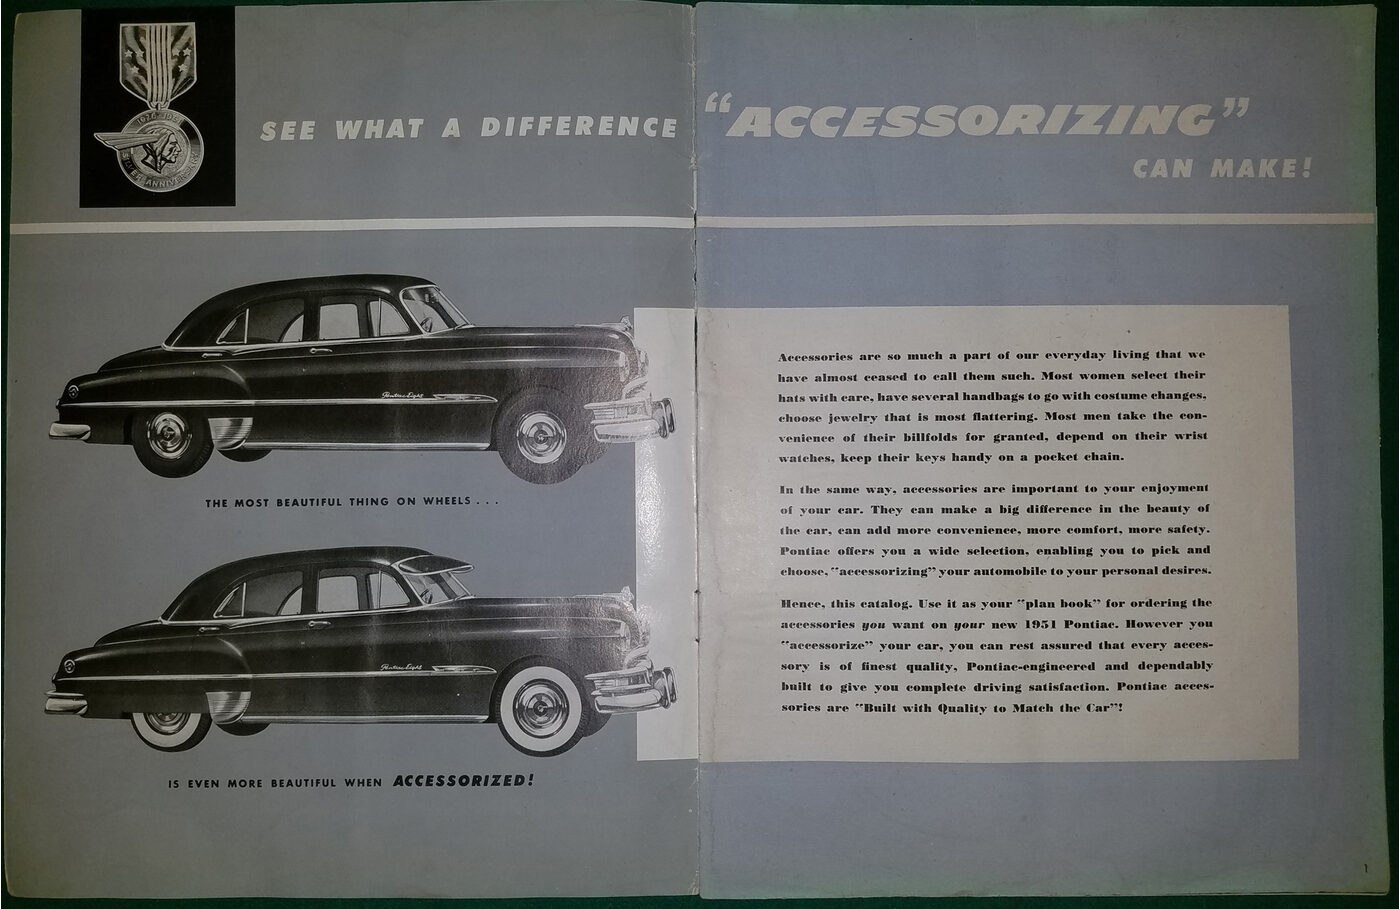 1926-1951
SILVER ANNIVERSARY
SEE WHAT A DIFFERENCE "ACCESSORIZING"
CAN MAKE!
Pontiac Eight
THE MOST BEAUTIFUL THING ON WHEELS . . .
Pontiac Eight
IS EVEN MORE BEAUTIFUL WHEN ACCESSORIZED!
Accessories are so much a part of our everyday living that we
have almost ceased to call them such. Most women select their
hats with care, have several handbags to go with costume changes,
choose jewelry that is most flattering. Most men take the con-
venience of their billfolds for granted, depend on their wrist
watches, keep their keys handy on a pocket chain.
In the same way, accessories are important to your enjoyment
of your car. They can make a big difference in the beauty of
the car, can add more convenience, more comfort, more safety.
Pontiac offers you a wide selection, enabling you to pick and
choose, "accessorizing" your automobile to your personal desires.
Hence, this catalog. Use it as your "plan book" for ordering the
accessories you want on your new 1951 Pontiac. However you
"accessorize" your car, you can rest assured that every acces-
sory is of finest quality, Pontiac-engineered and dependably
built to give you complete driving satisfaction. Pontiac acces-
sories are "Built with Quality to Match the Car"!
1